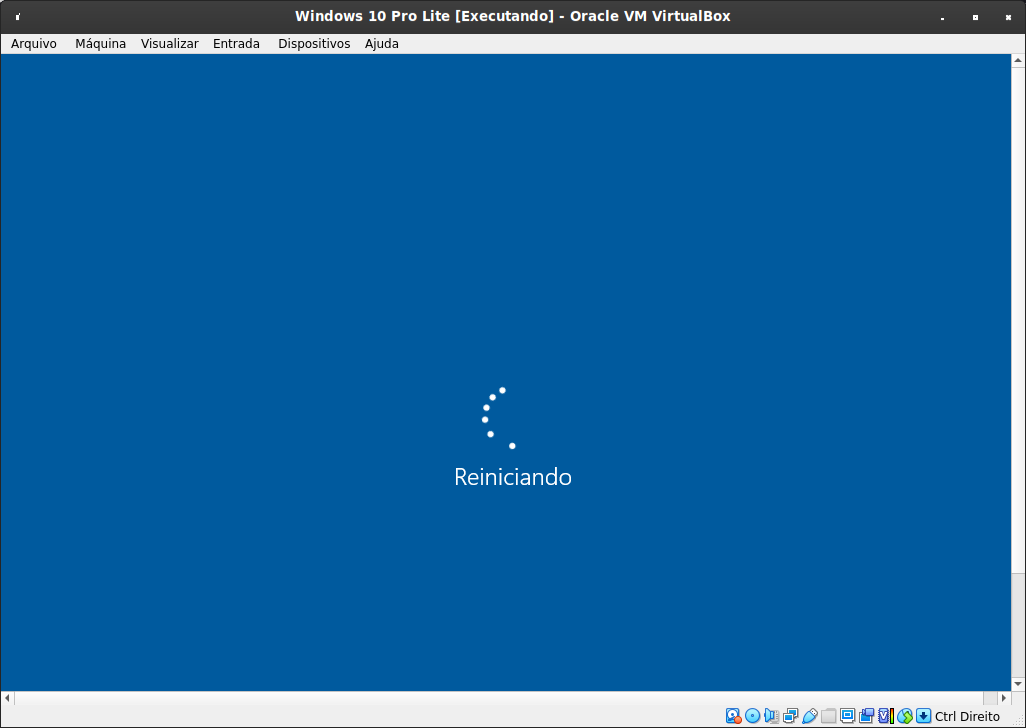 Windows 10 Pro Lite [Executando] - Oracle VM VirtualBox
Arquivo Máquina Visualizar Entrada Dispositivos Ajuda
Reiniciando
Ctrl Direito